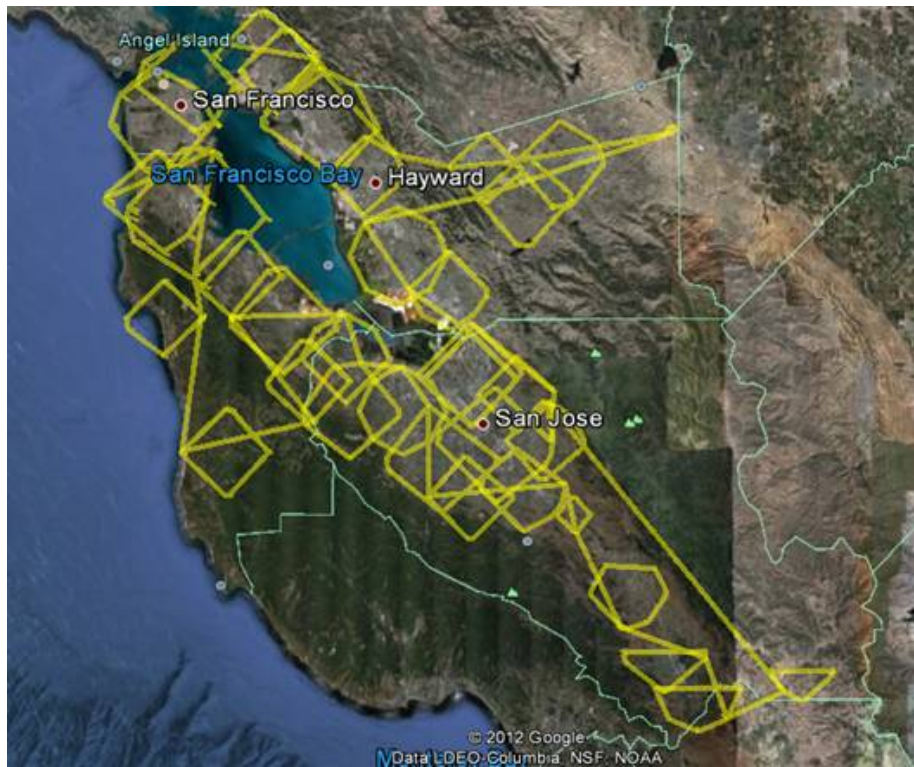 Angel Island
San Francisco
San Francisco Bay
Hayward
San Jose
© 2012 Google
Data LDEO-Columbia, NSF, NOAA